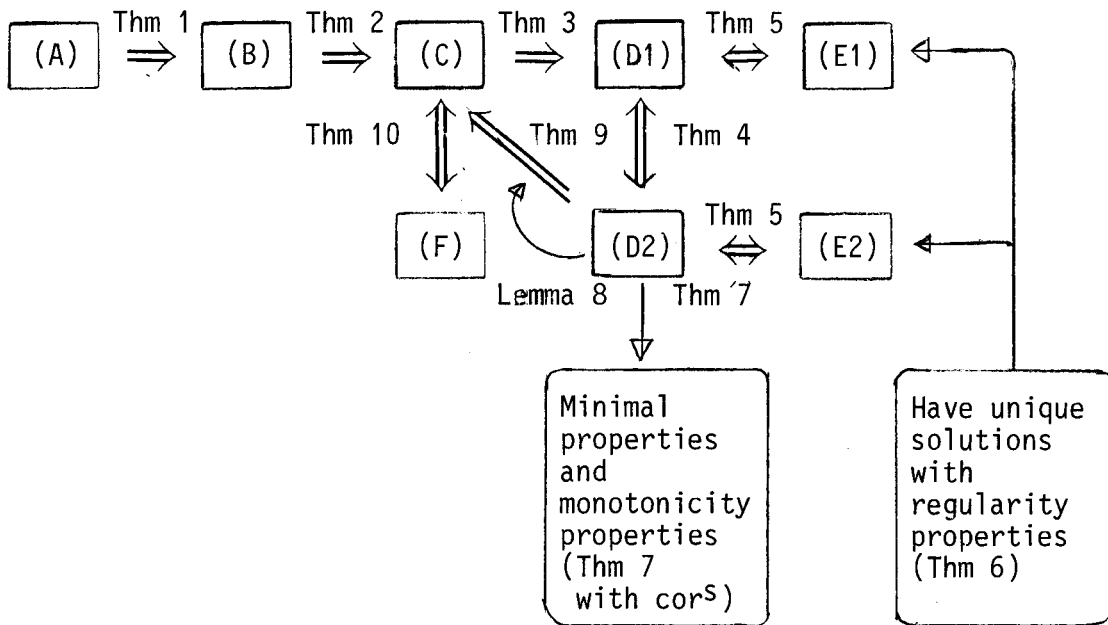 Thm 1 Thm 2 Thm 3 Thm 5
(A) (B) (C) (D1) (E1)
Thm 10 Thm 9 Thm 4
Thm 5
(F) (D2) (E2)
Lemma 8 Thm 7
Minimal
properties
and
monotonicity
properties
(Thm 7
with corˢ)
Have unique
solutions
with
regularity
properties
(Thm 6)